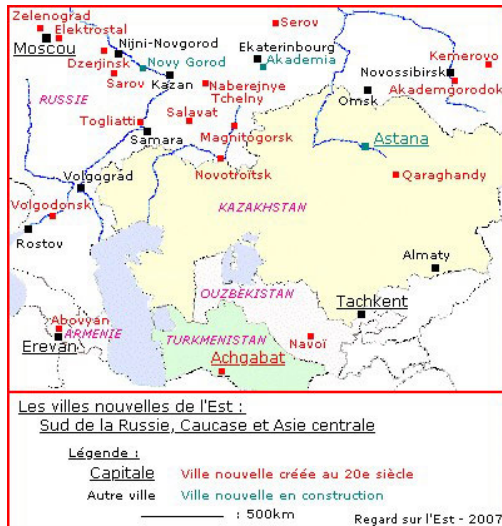 Zelenograd
Elektrostal
Moscou
Serov
Nijni-Novgorod
Ekaterinbourg
Dzerjinsk
Novy Gorod
Akademia
Kemerovo
Novossibirsk
Sarov
Kazan
Naberejnye
Tchelny
Akademgorodok
RUSSIE
Omsk
Salavat
Togliatti
Magnitogorsk
Samara
Astana
Novotroïtsk
Volgograd
Qaraghandy
Volgodonsk
KAZAKHSTAN
Rostov
Almaty
OUZBÉKISTAN
Tachkent
Abovyan
ARMÉNIE
Erevan
TURKMENISTAN
Navoï
Achgabat
Les villes nouvelles de l'Est :
Sud de la Russie, Caucase et Asie centrale
Légende :
Capitale Ville nouvelle créée au 20e siècle
Autre ville Ville nouvelle en construction
: 500km
Regard sur l'Est - 2007